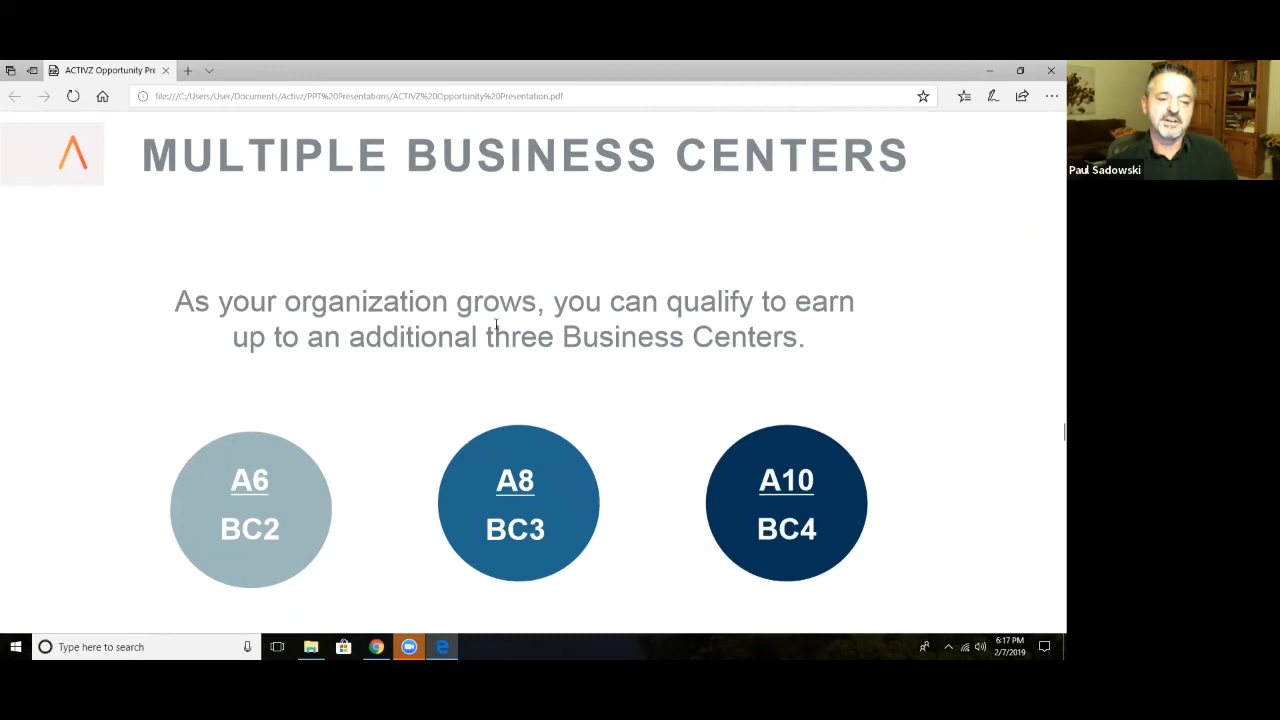 ACTIVZ Opportunity Pre
file:///C:/Users/User/Documents/Activz/PPT%20Presentations/ACTIVZ%20Opportunity%20Presentation.pdf
Paul Sadowski
MULTIPLE BUSINESS CENTERS
As your organization grows, you can qualify to earn
up to an additional three Business Centers.
A6
BC2
A8
BC3
A10
BC4
Type here to search
6:17 PM
2/7/2019